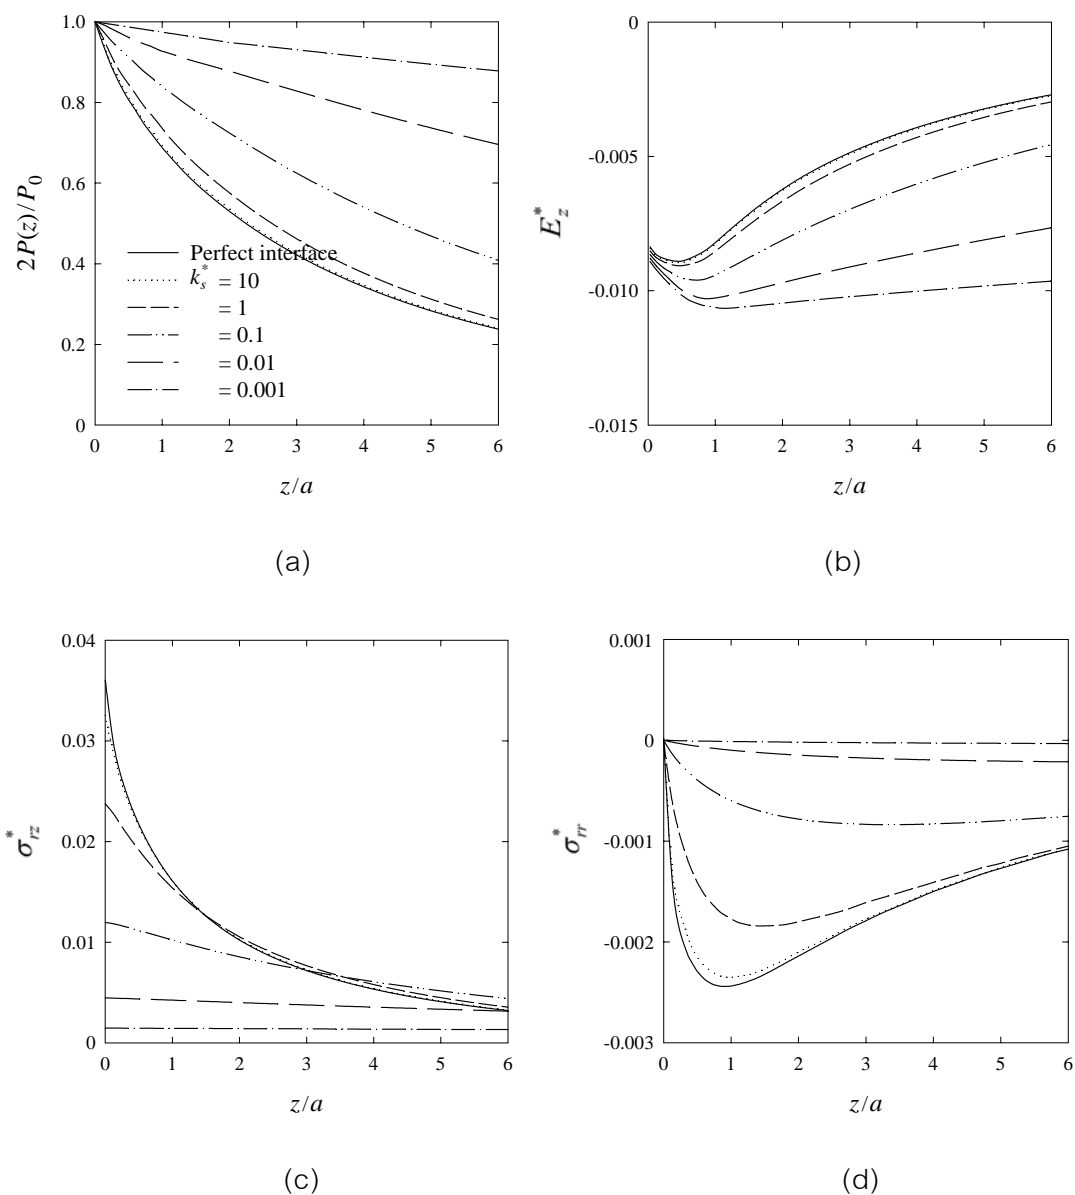 1.0
0.8
0.6
0.4
0.2
0
2P(z)/P0
Perfect interface
ks* = 10
= 1
= 0.1
= 0.01
= 0.001
0 1 2 3 4 5 6
z/a
(a)
0
-0.005
-0.010
-0.015
Ez*
0 1 2 3 4 5 6
z/a
(b)
0.04
0.03
0.02
0.01
0
σrz*
0 1 2 3 4 5 6
z/a
(c)
0.001
0
-0.001
-0.002
-0.003
σrr*
0 1 2 3 4 5 6
z/a
(d)